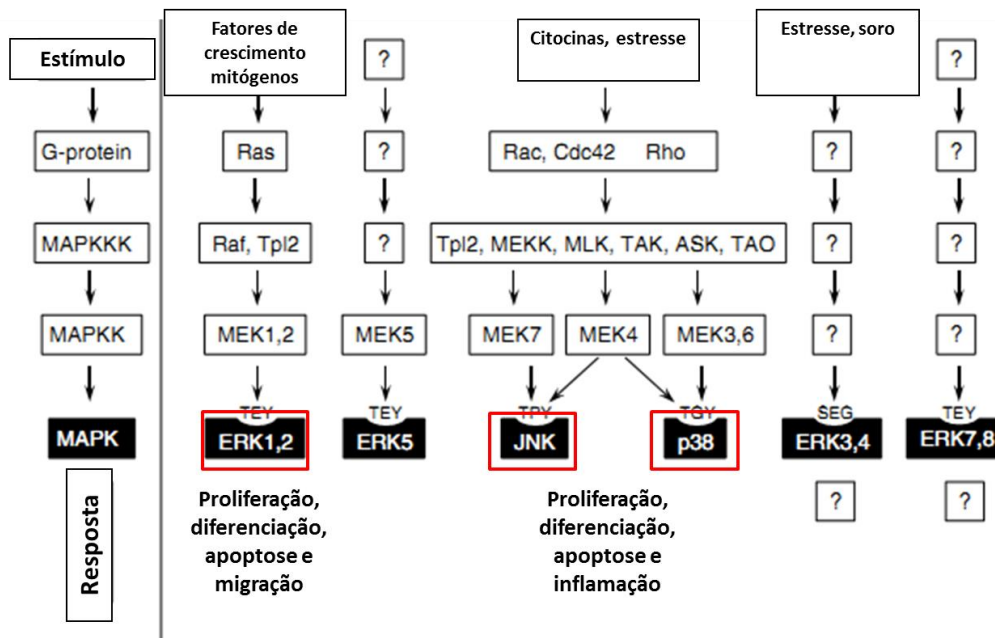 Estímulo
Fatores de
crescimento
mitógenos
?
Citocinas, estresse
Estresse, soro
?
G-protein
Ras
?
Rac, Cdc42 Rho
?
?
MAPKKK
Raf, Tpl2
?
Tpl2, MEKK, MLK, TAK, ASK, TAO
?
?
MAPKK
MEK1,2
MEK5
MEK7
MEK4
MEK3,6
?
?
MAPK
TEY
ERK1,2
TEY
ERK5
TPY
JNK
TGY
p38
SEG
ERK3,4
TEY
ERK7,8
Resposta
Proliferação,
diferenciação,
apoptose e
migração
Proliferação,
diferenciação,
apoptose e
inflamação
?
?